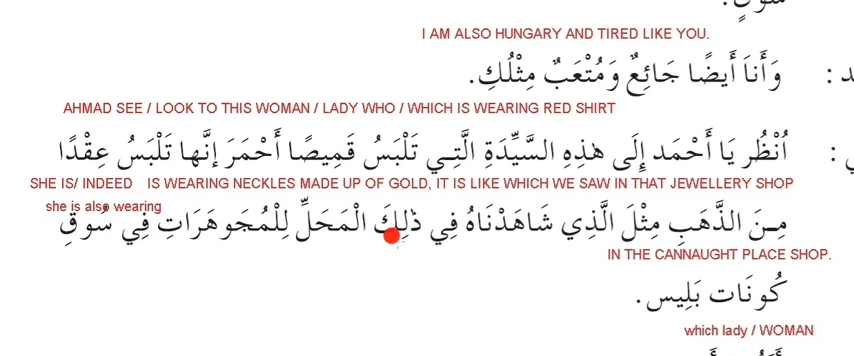 سُوْقٍ.
I AM ALSO HUNGARY AND TIRED LIKE YOU.
: وَأَنَا أَيضًا جَائِعٌ وَمُتْعَبٌ مِثْلُكِ.
AHMAD SEE / LOOK TO THIS WOMAN / LADY WHO / WHICH IS WEARING RED SHIRT
: اُنْظُر يَا أَحْمَد إِلَى هٰذِهِ السَّيِّدَةِ الَّتِي تَلْبَسُ قَمِيصًا أَحْمَرَ إنَّها تَلْبَسُ عِقْدًا
SHE IS/ INDEED IS WEARING NECKLES MADE UP OF GOLD, IT IS LIKE WHICH WE SAW IN THAT JEWELLERY SHOP
she is also wearing
مِنَ الذَّهَبِ مِثْلَ الَّذِي شَاهَدْنَاهُ فِي ذٰلِكَ الْمَحَلِّ لِلْمُجَوهَرَاتِ فِي سُوْقِ
IN THE CANNAUGHT PLACE SHOP.
كُونَات بَلِيس.
which lady / WOMAN